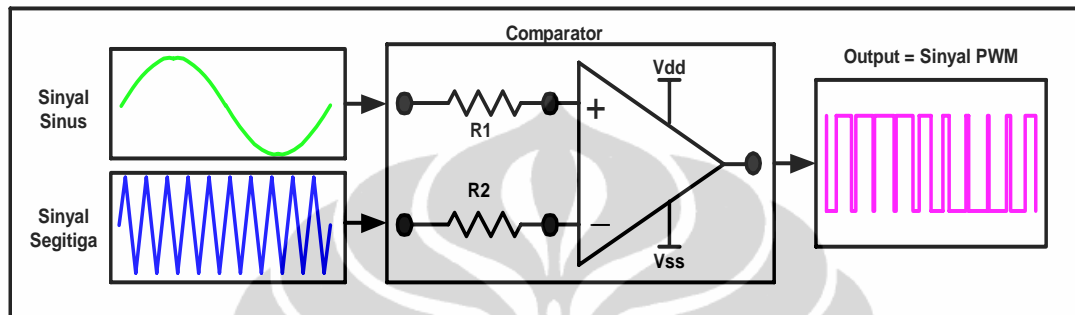 Comparator
Output = Sinyal PWM
Sinyal
Sinus
R1
Vdd
+
Sinyal
Segitiga
R2
−
Vss